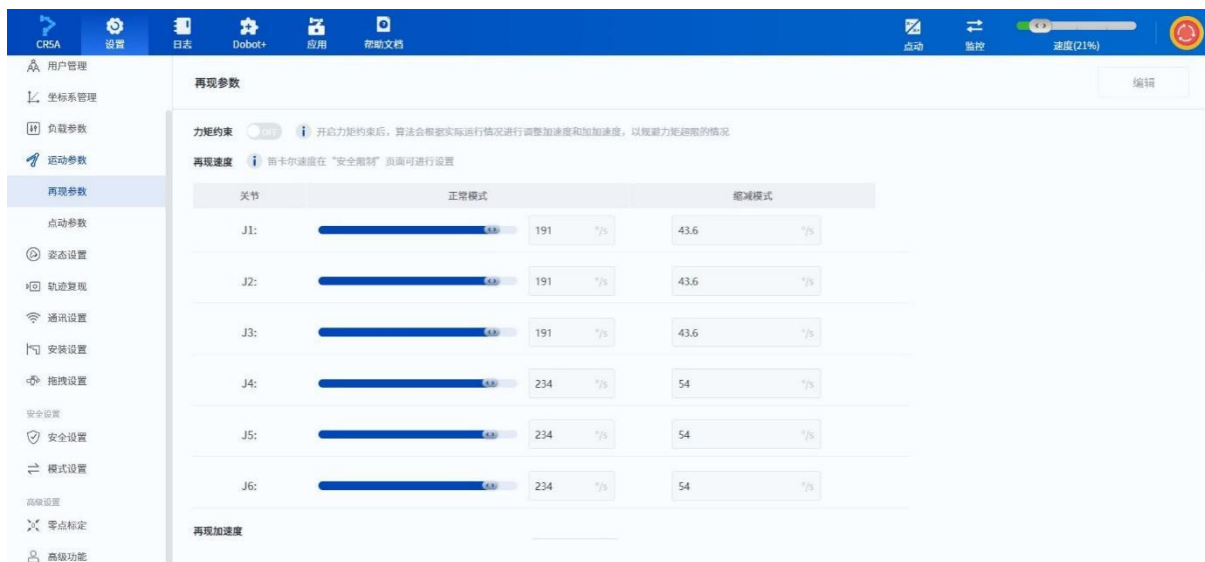 CR5A 设置 日志 Dobot+ 应用 帮助文档 点动 监控 速度(21%)
用户管理
坐标系管理
负载参数
运动参数
再现参数
点动参数
姿态设置
轨迹复现
通讯设置
安装设置
拖拽设置
安全设置
安全设置
模式设置
高级设置
零点标定
高级功能
再现参数 编辑
力矩约束 OFF i 开启力矩约束后，算法会根据实际运行情况进行调整加速度和加加速度，以规避力矩超限的情况
再现速度 i 笛卡尔速度在“安全限制”页面可进行设置
关节 正常模式 缩减模式
J1: 191 °/s 43.6 °/s
J2: 191 °/s 43.6 °/s
J3: 191 °/s 43.6 °/s
J4: 234 °/s 54 °/s
J5: 234 °/s 54 °/s
J6: 234 °/s 54 °/s
再现加速度